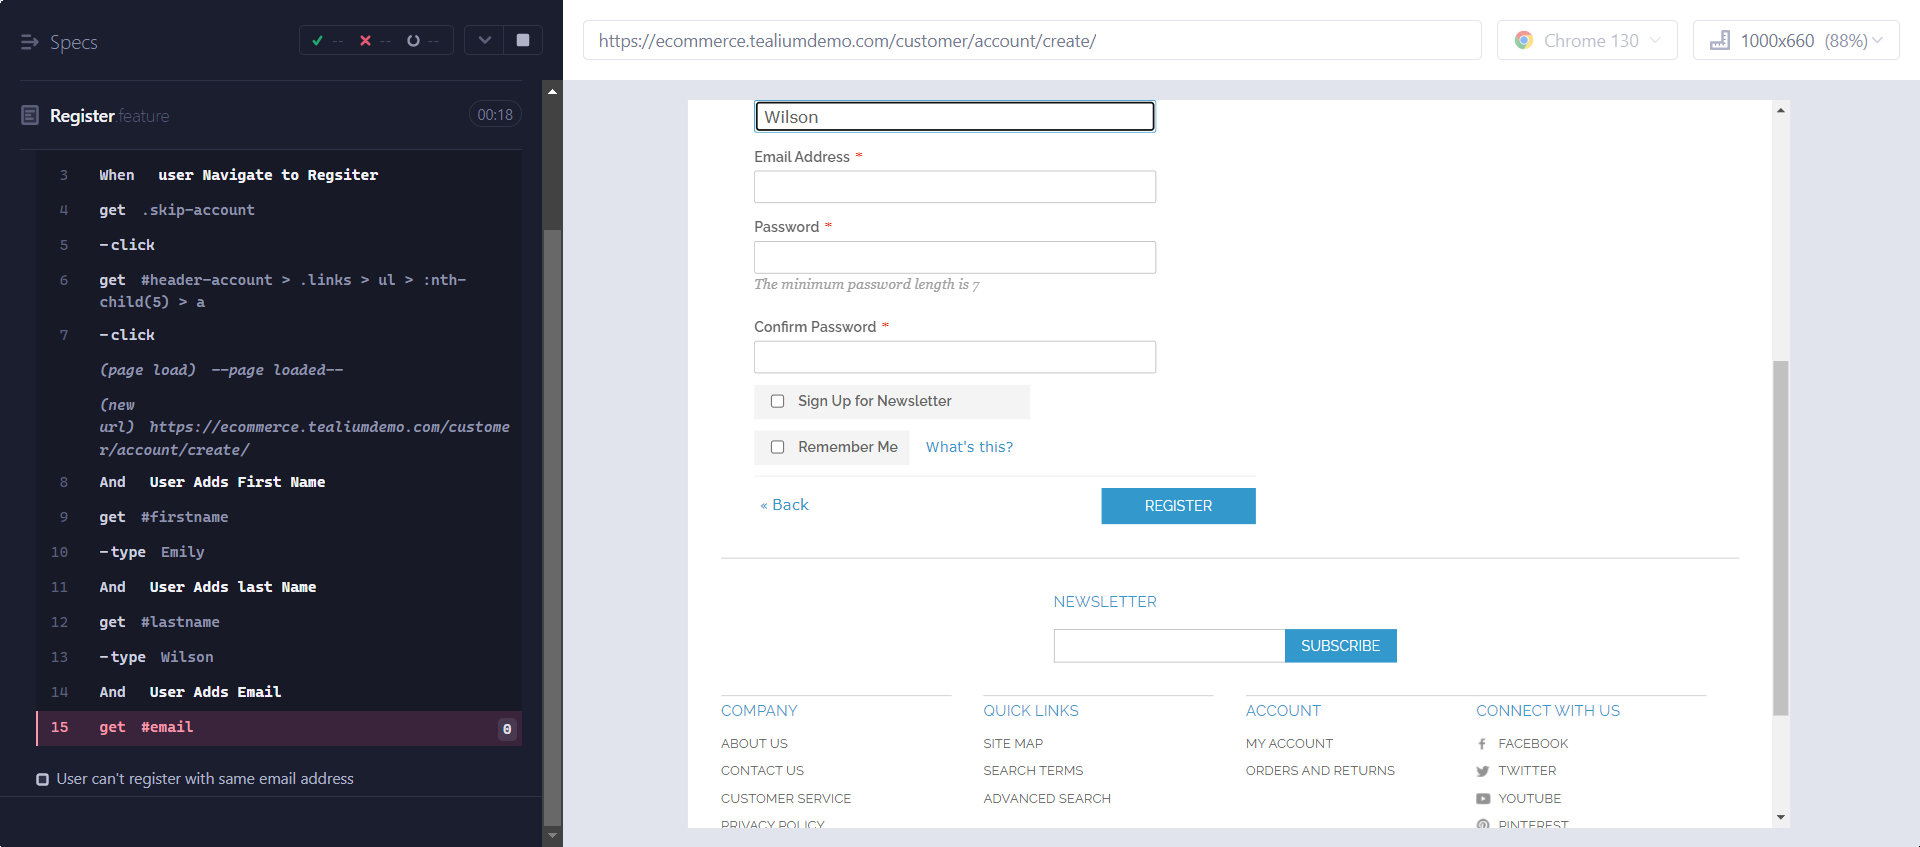 Specs
-- -- --
Register.feature
00:18
3 When user Navigate to Regsiter
4 get .skip-account
5 -click
6 get #header-account > .links > ul > :nth-
child(5) > a
7 -click
(page load) --page loaded--
(new
url) https://ecommerce.tealiumdemo.com/custome
r/account/create/
8 And User Adds First Name
9 get #firstname
10 -type Emily
11 And User Adds last Name
12 get #lastname
13 -type Wilson
14 And User Adds Email
15 get #email 0
User can't register with same email address
https://ecommerce.tealiumdemo.com/customer/account/create/
Chrome 130
1000x660 (88%)
Wilson
Email Address *
Password *
The minimum password length is 7
Confirm Password *
Sign Up for Newsletter
Remember Me What's this?
« Back
REGISTER
NEWSLETTER
SUBSCRIBE
COMPANY
ABOUT US
CONTACT US
CUSTOMER SERVICE
PRIVACY POLICY
QUICK LINKS
SITE MAP
SEARCH TERMS
ADVANCED SEARCH
ACCOUNT
MY ACCOUNT
ORDERS AND RETURNS
CONNECT WITH US
FACEBOOK
TWITTER
YOUTUBE
PINTEREST